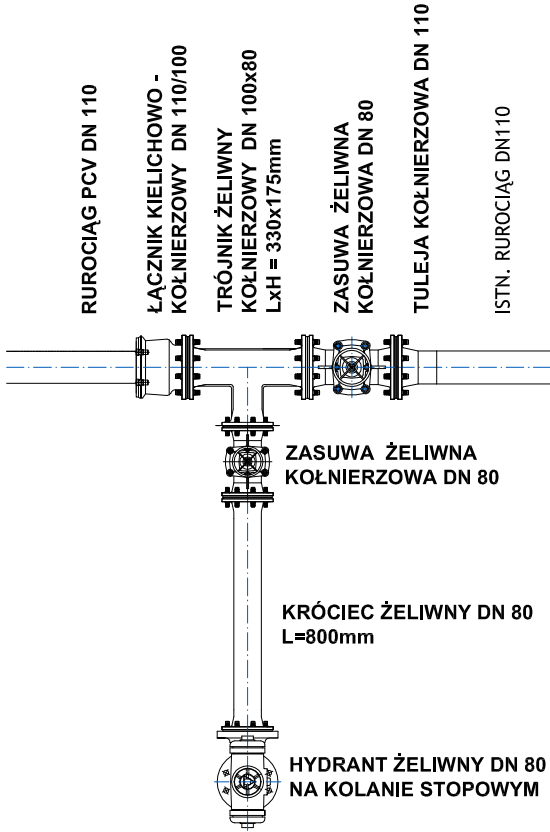 RUROCIĄG PCV DN 110
ŁĄCZNIK KIELICHOWO -
KOŁNIERZOWY DN 110/100
TRÓJNIK ŻELIWNY
KOŁNIERZOWY DN 100x80
LxH = 330x175mm
ZASUWA ŻELIWNA
KOŁNIERZOWA DN 80
TULEJA KOŁNIERZOWA DN 110
ISTN. RUROCIĄG DN110
ZASUWA ŻELIWNA
KOŁNIERZOWA DN 80
KRÓCIEC ŻELIWNY DN 80
L=800mm
HYDRANT ŻELIWNY DN 80
NA KOLANIE STOPOWYM